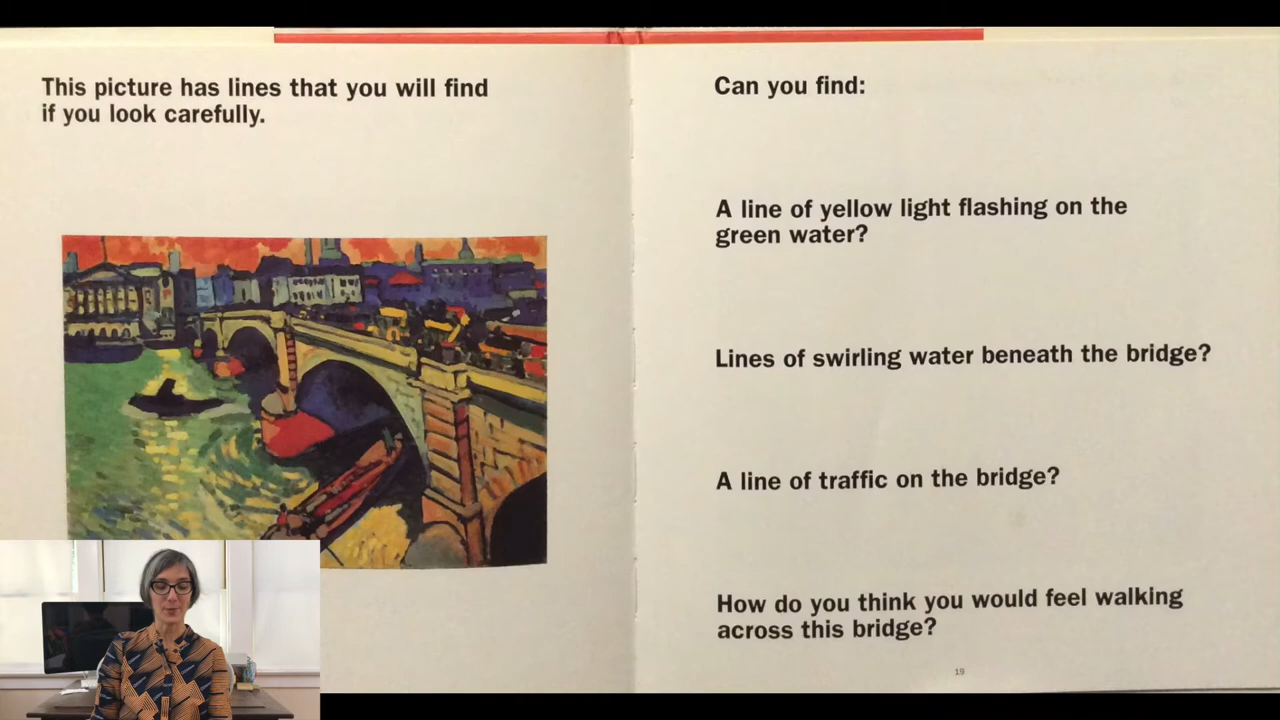 This picture has lines that you will find
if you look carefully.
Can you find:
A line of yellow light flashing on the
green water?
Lines of swirling water beneath the bridge?
A line of traffic on the bridge?
How do you think you would feel walking
across this bridge?
19